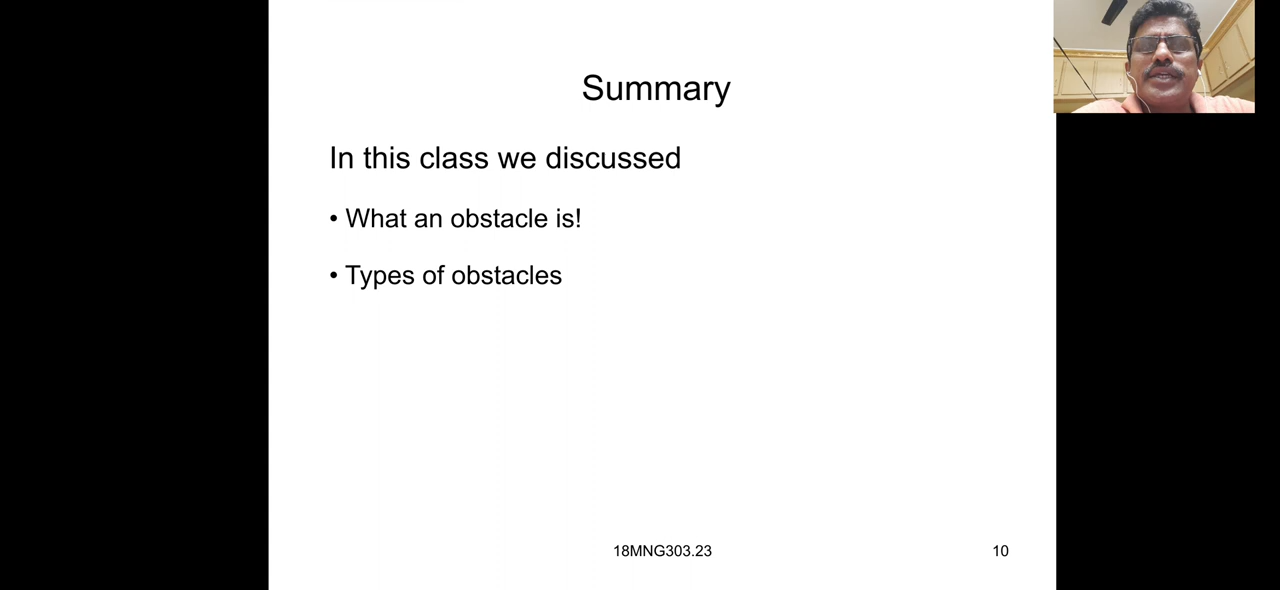 Summary
In this class we discussed
• What an obstacle is!
• Types of obstacles
18MNG303.23
10